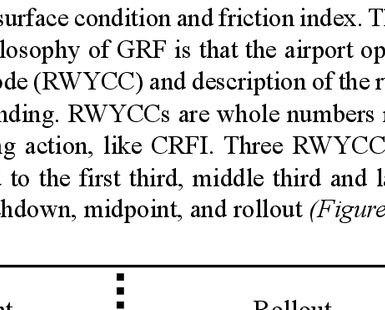 surface condition and friction index. T
losophy of GRF is that the airport op
ode (RWYCC) and description of the r
nding. RWYCCs are whole numbers r
ng action, like CRFI. Three RWYCC
to the first third, middle third and l
hdown, midpoint, and rollout (Figure
Rollout